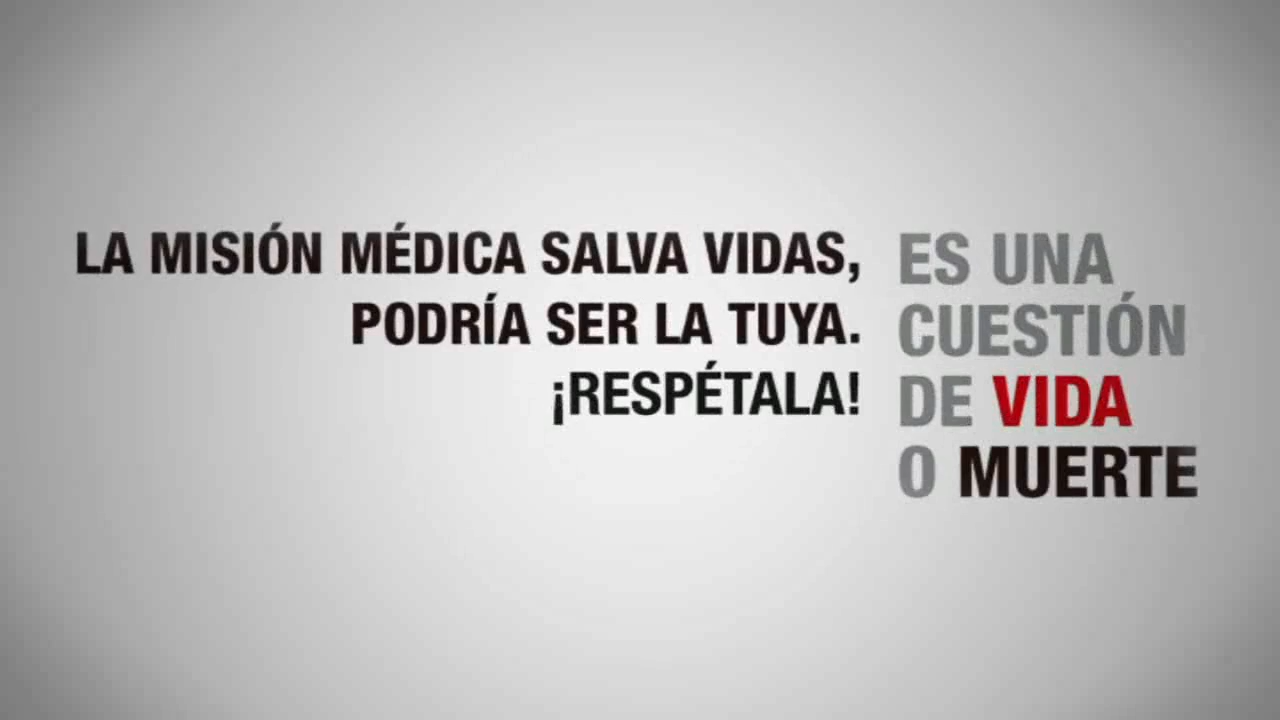 LA MISIÓN MÉDICA SALVA VIDAS,
PODRÍA SER LA TUYA.
¡RESPÉTALA!
ES UNA
CUESTIÓN
DE VIDA
O MUERTE